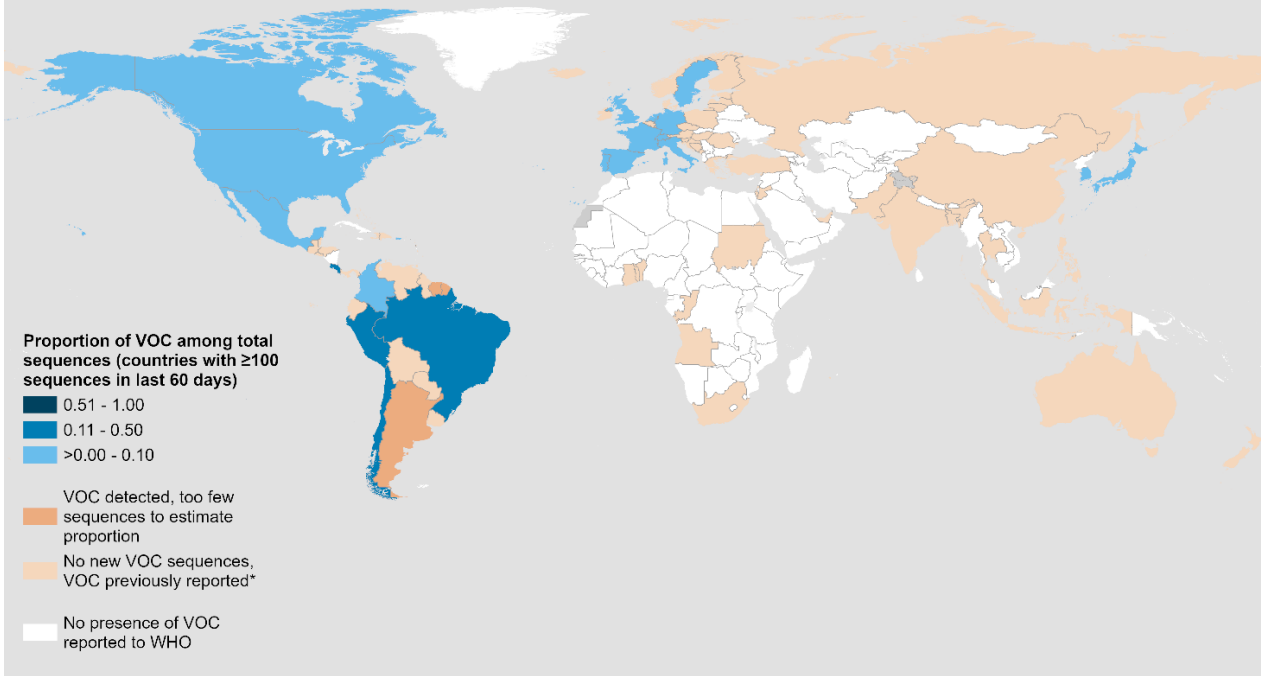 Proportion of VOC among total
sequences (countries with ≥100
sequences in last 60 days)
0.51 - 1.00
0.11 - 0.50
>0.00 - 0.10
VOC detected, too few
sequences to estimate
proportion
No new VOC sequences,
VOC previously reported*
No presence of VOC
reported to WHO